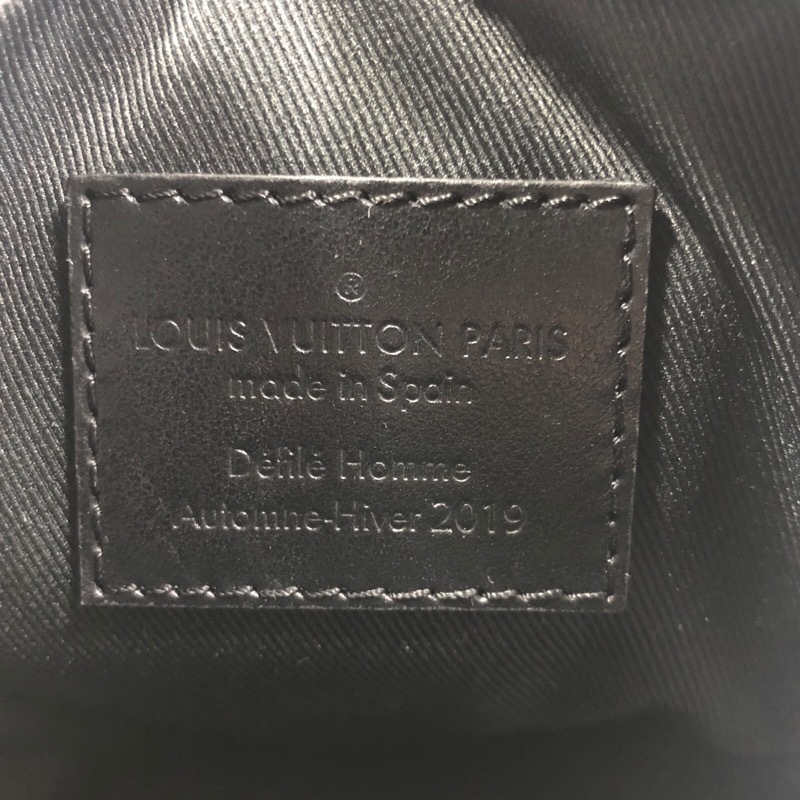 ®
LOUIS VUITTON PARIS
made in Spain
Défilé Homme
Automne-Hiver 2019